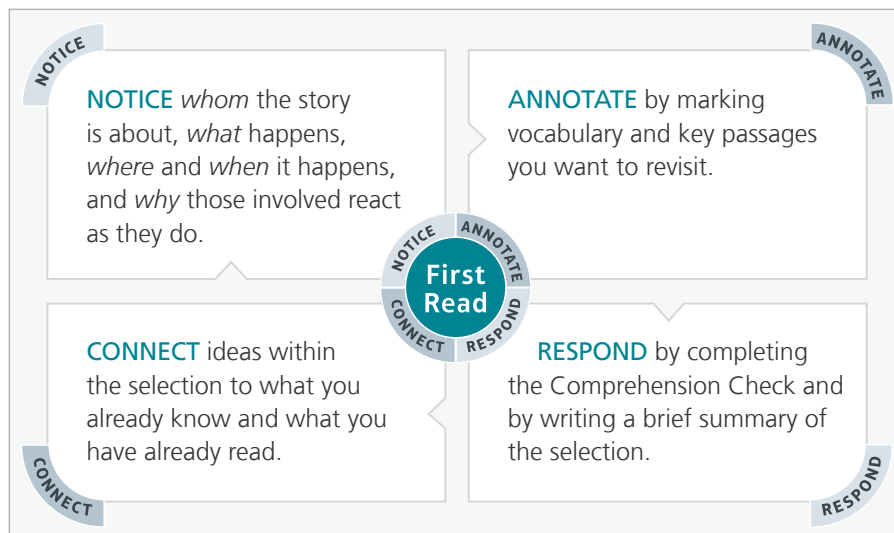 NOTICE
NOTICE whom the story
is about, what happens,
where and when it happens,
and why those involved react
as they do.
ANNOTATE
ANNOTATE by marking
vocabulary and key passages
you want to revisit.
NOTICE
ANNOTATE
First
Read
CONNECT
RESPOND
CONNECT ideas within
the selection to what you
already know and what you
have already read.
CONNECT
RESPOND by completing
the Comprehension Check and
by writing a brief summary of
the selection.
RESPOND